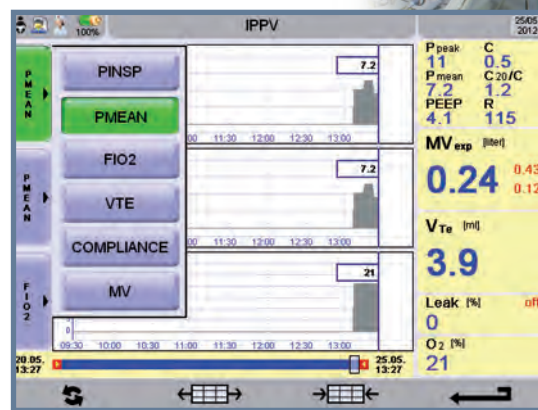 100%
IPPV
25/05
2012
PMEAN
PINSP
PMEAN
FIO2
VTE
COMPLIANCE
MV
7.2
00 11:30 12:00 12:30 13:00
PMEAN
7.2
00 11:30 12:00 12:30 13:00
FIO2
21
0
09:30 10:00 10:30 11:00 11:30 12:00 12:30 13:00
20.05.
13:27
25.05.
13:27
Ppeak C
11 0.5
Pmean C20/C
7.2 1.2
PEEP R
4.1 115
MVexp [liter]
0.24
0.43
0.12
VTe [ml]
3.9
Leak [%] off
0
O2 [%]
21